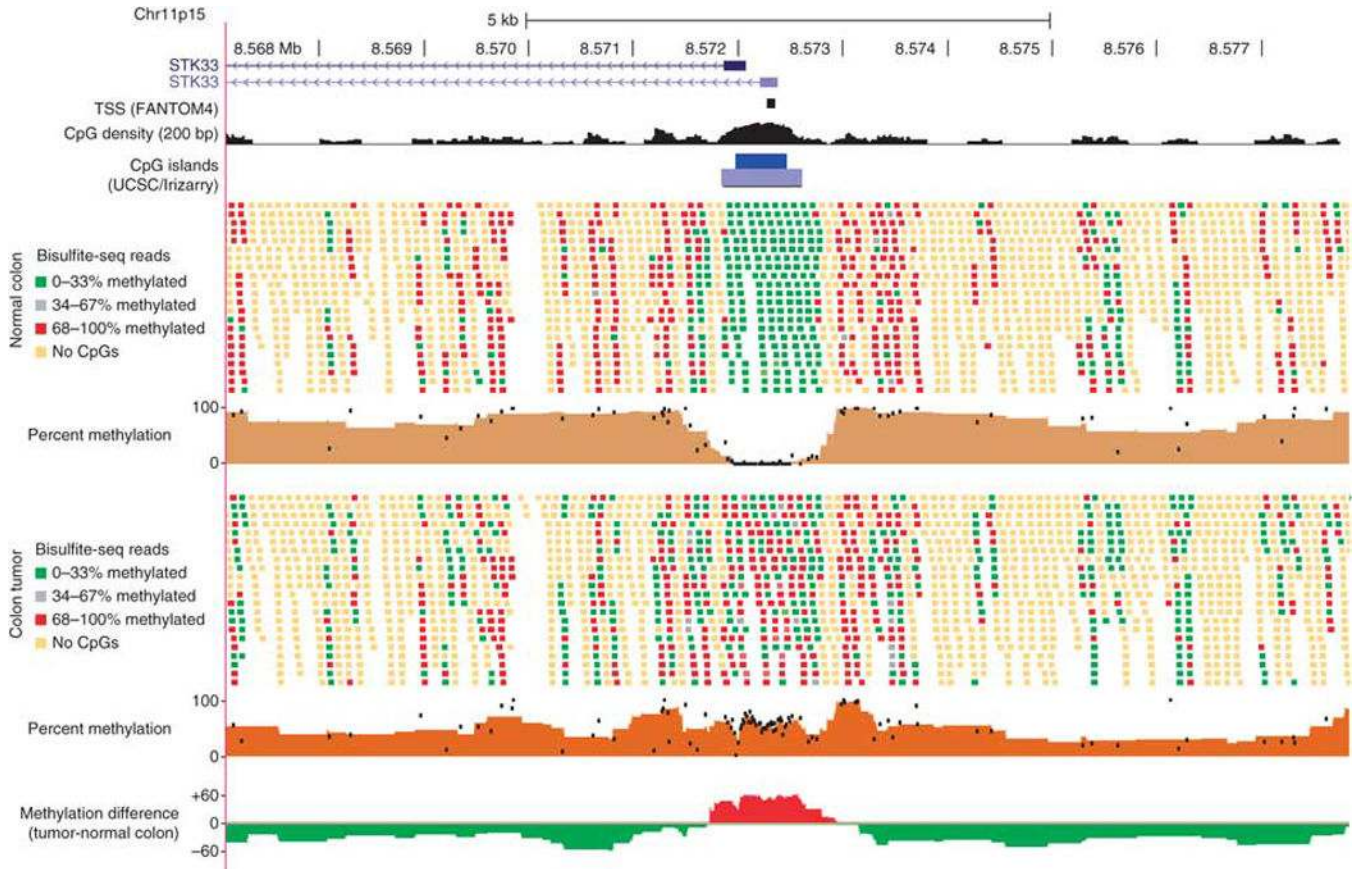 Chr11p15
5 kb
8.568 Mb 8.569 8.570 8.571 8.572 8.573 8.574 8.575 8.576 8.577
STK33
STK33
TSS (FANTOM4)
CpG density (200 bp)
CpG islands
(UCSC/Irizarry)
Normal colon
Bisulfite-seq reads
0–33% methylated
34–67% methylated
68–100% methylated
No CpGs
100
Percent methylation
0
Colon tumor
Bisulfite-seq reads
0–33% methylated
34–67% methylated
68–100% methylated
No CpGs
100
Percent methylation
0
+60
Methylation difference 0
(tumor-normal colon)
−60